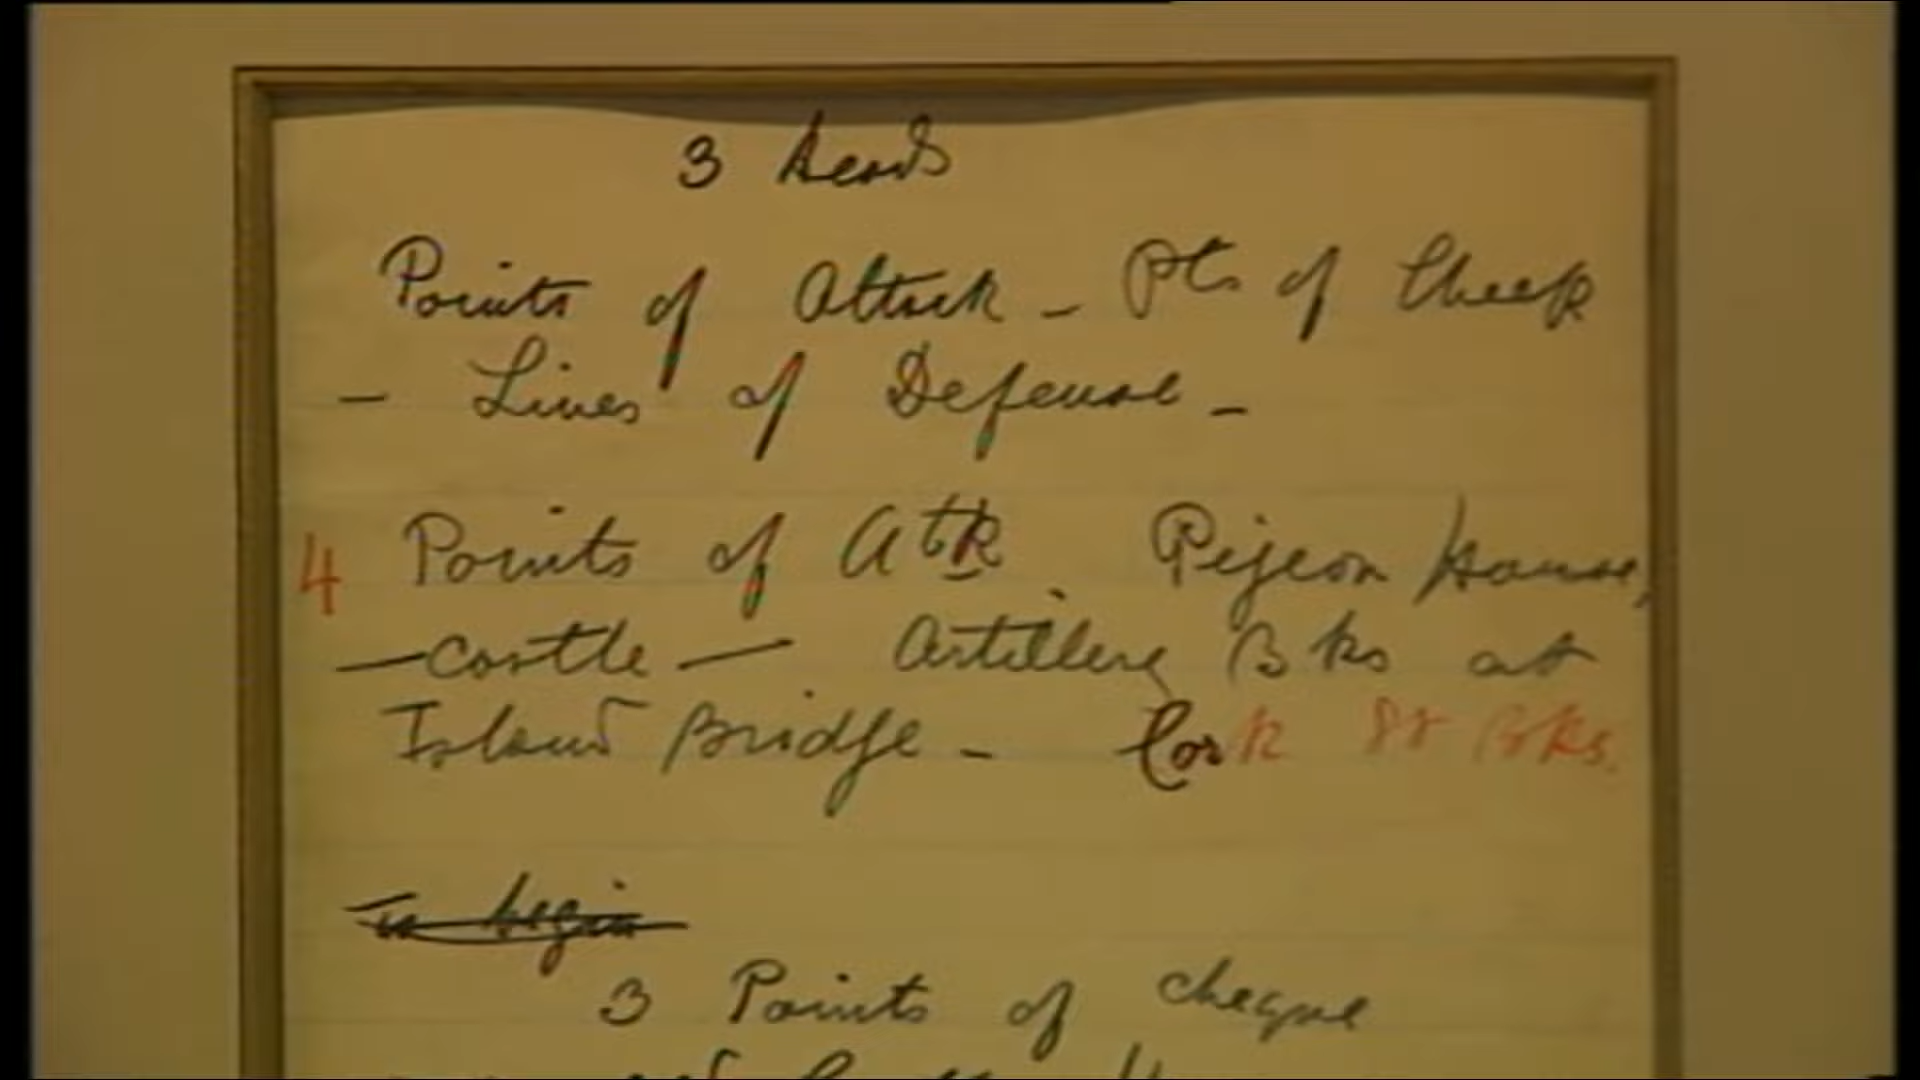 3 Heads
Points of Attack - Pts of Check
- Lines of Defense -
4 Points of Atk Pigeon House,
- castle - Artillery Bks at
Island Bridge - Cork St Bks.
To begin
3 Points of cheque